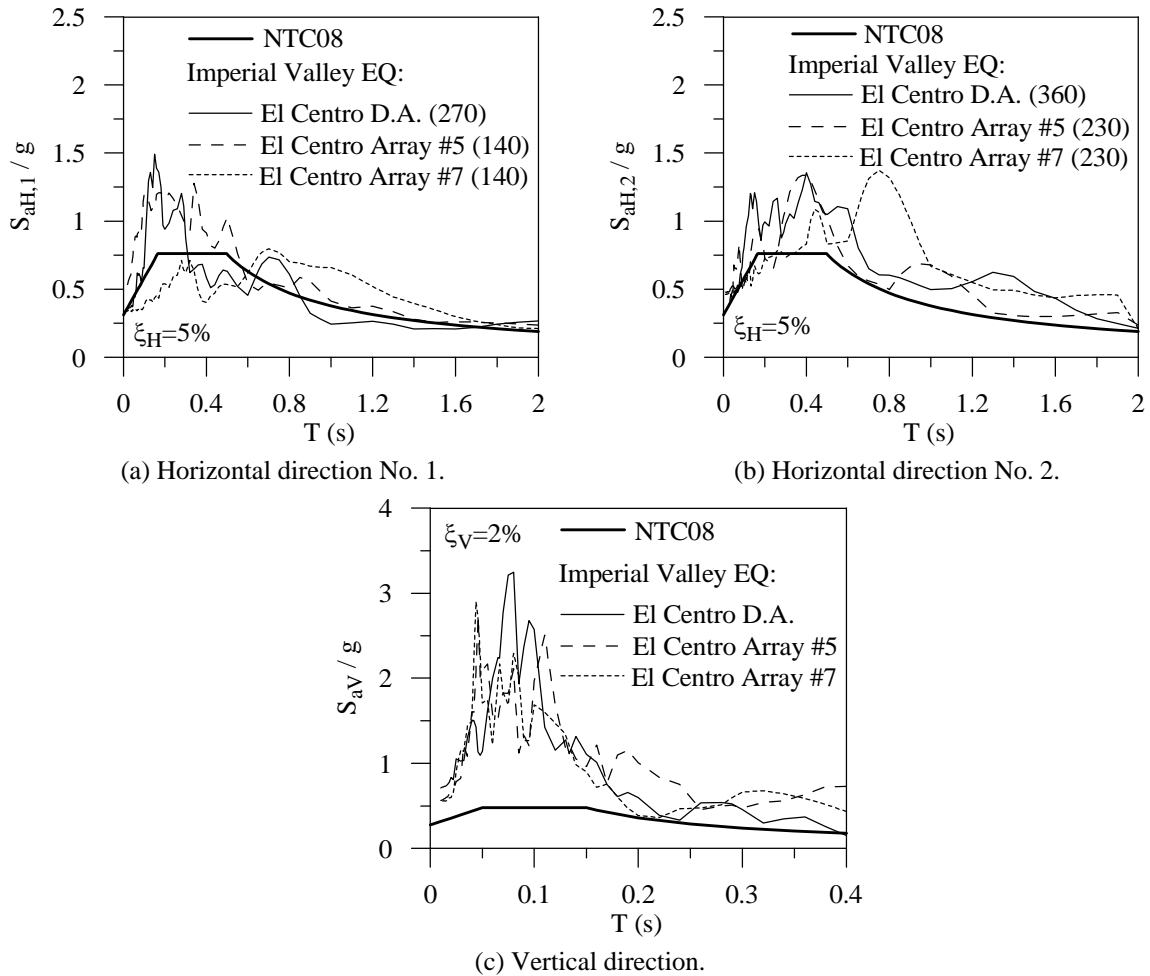 2.5
2
1.5
1
0.5
0
S_aH,1 / g
NTC08
Imperial Valley EQ:
El Centro D.A. (270)
El Centro Array #5 (140)
El Centro Array #7 (140)
ξ_H=5%
0 0.4 0.8 1.2 1.6 2
T (s)
(a) Horizontal direction No. 1.
2.5
2
1.5
1
0.5
0
S_aH,2 / g
NTC08
Imperial Valley EQ:
El Centro D.A. (360)
El Centro Array #5 (230)
El Centro Array #7 (230)
ξ_H=5%
0 0.4 0.8 1.2 1.6 2
T (s)
(b) Horizontal direction No. 2.
4
3
2
1
0
S_aV / g
ξ_V=2%
NTC08
Imperial Valley EQ:
El Centro D.A.
El Centro Array #5
El Centro Array #7
0 0.1 0.2 0.3 0.4
T (s)
(c) Vertical direction.